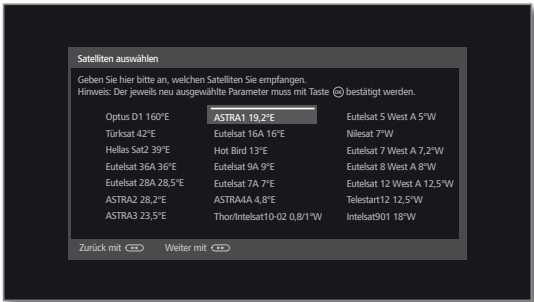 Satelliten auswählen
Geben Sie hier bitte an, welchen Satelliten Sie empfangen.
Hinweis: Der jeweils neu ausgewählte Parameter muss mit Taste OK bestätigt werden.
Optus D1 160°E
Türksat 42°E
Hellas Sat2 39°E
Eutelsat 36A 36°E
Eutelsat 28A 28,5°E
ASTRA2 28,2°E
ASTRA3 23,5°E
ASTRA1 19,2°E
Eutelsat 16A 16°E
Hot Bird 13°E
Eutelsat 9A 9°E
Eutelsat 7A 7°E
ASTRA4A 4,8°E
Thor/Intelsat10-02 0,8/1°W
Eutelsat 5 West A 5°W
Nilesat 7°W
Eutelsat 7 West A 7,2°W
Eutelsat 8 West A 8°W
Eutelsat 12 West A 12,5°W
Telestart12 12,5°W
Intelsat901 18°W
Zurück mit ◄◄ Weiter mit ►►